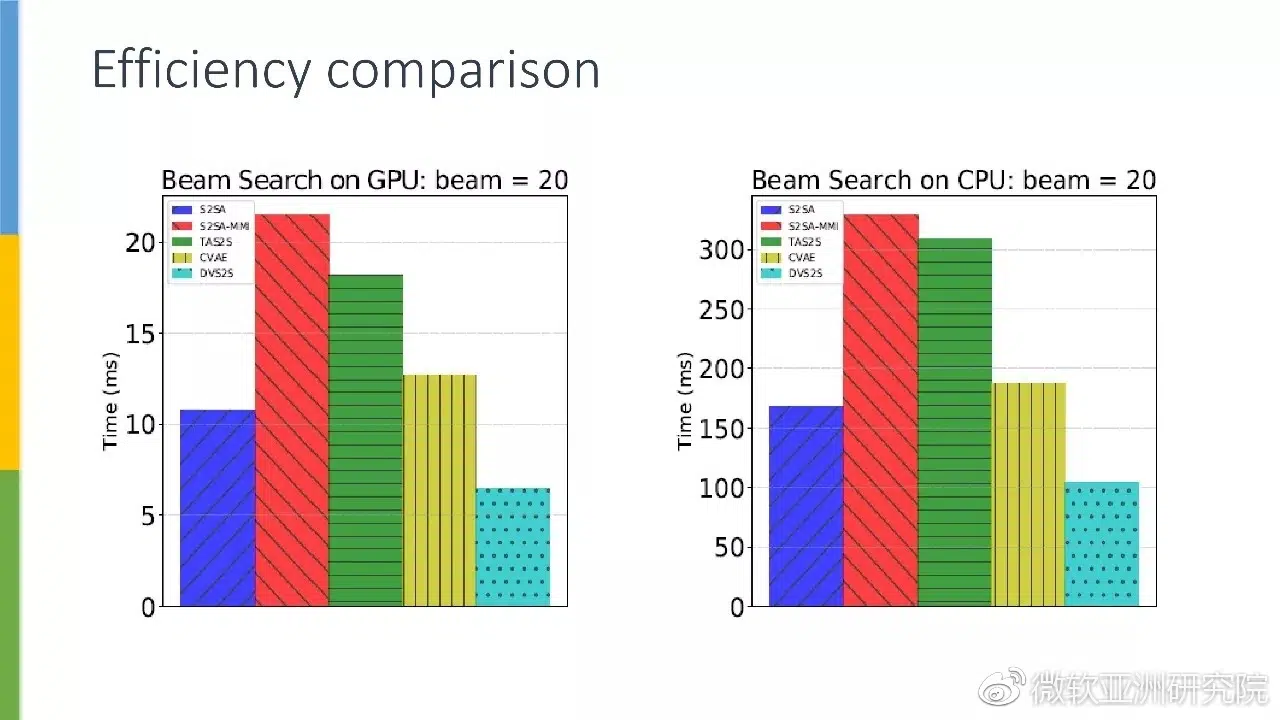 Efficiency comparison
Beam Search on GPU: beam = 20
S2SA
S2SA-MMI
TAS2S
CVAE
DVS2S
20
15
10
5
0
Time (ms)
Beam Search on CPU: beam = 20
S2SA
S2SA-MMI
TAS2S
CVAE
DVS2S
300
250
200
150
100
50
0
Time (ms)
微软亚洲研究院